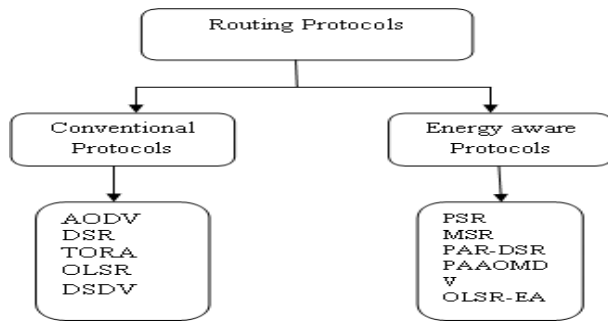 Routing Protocols
Conventional
Protocols
Energy aware
Protocols
AODV
DSR
TORA
OLSR
DSDV
PSR
MSR
PAR-DSR
PAAOMD
V
OLSR-EA